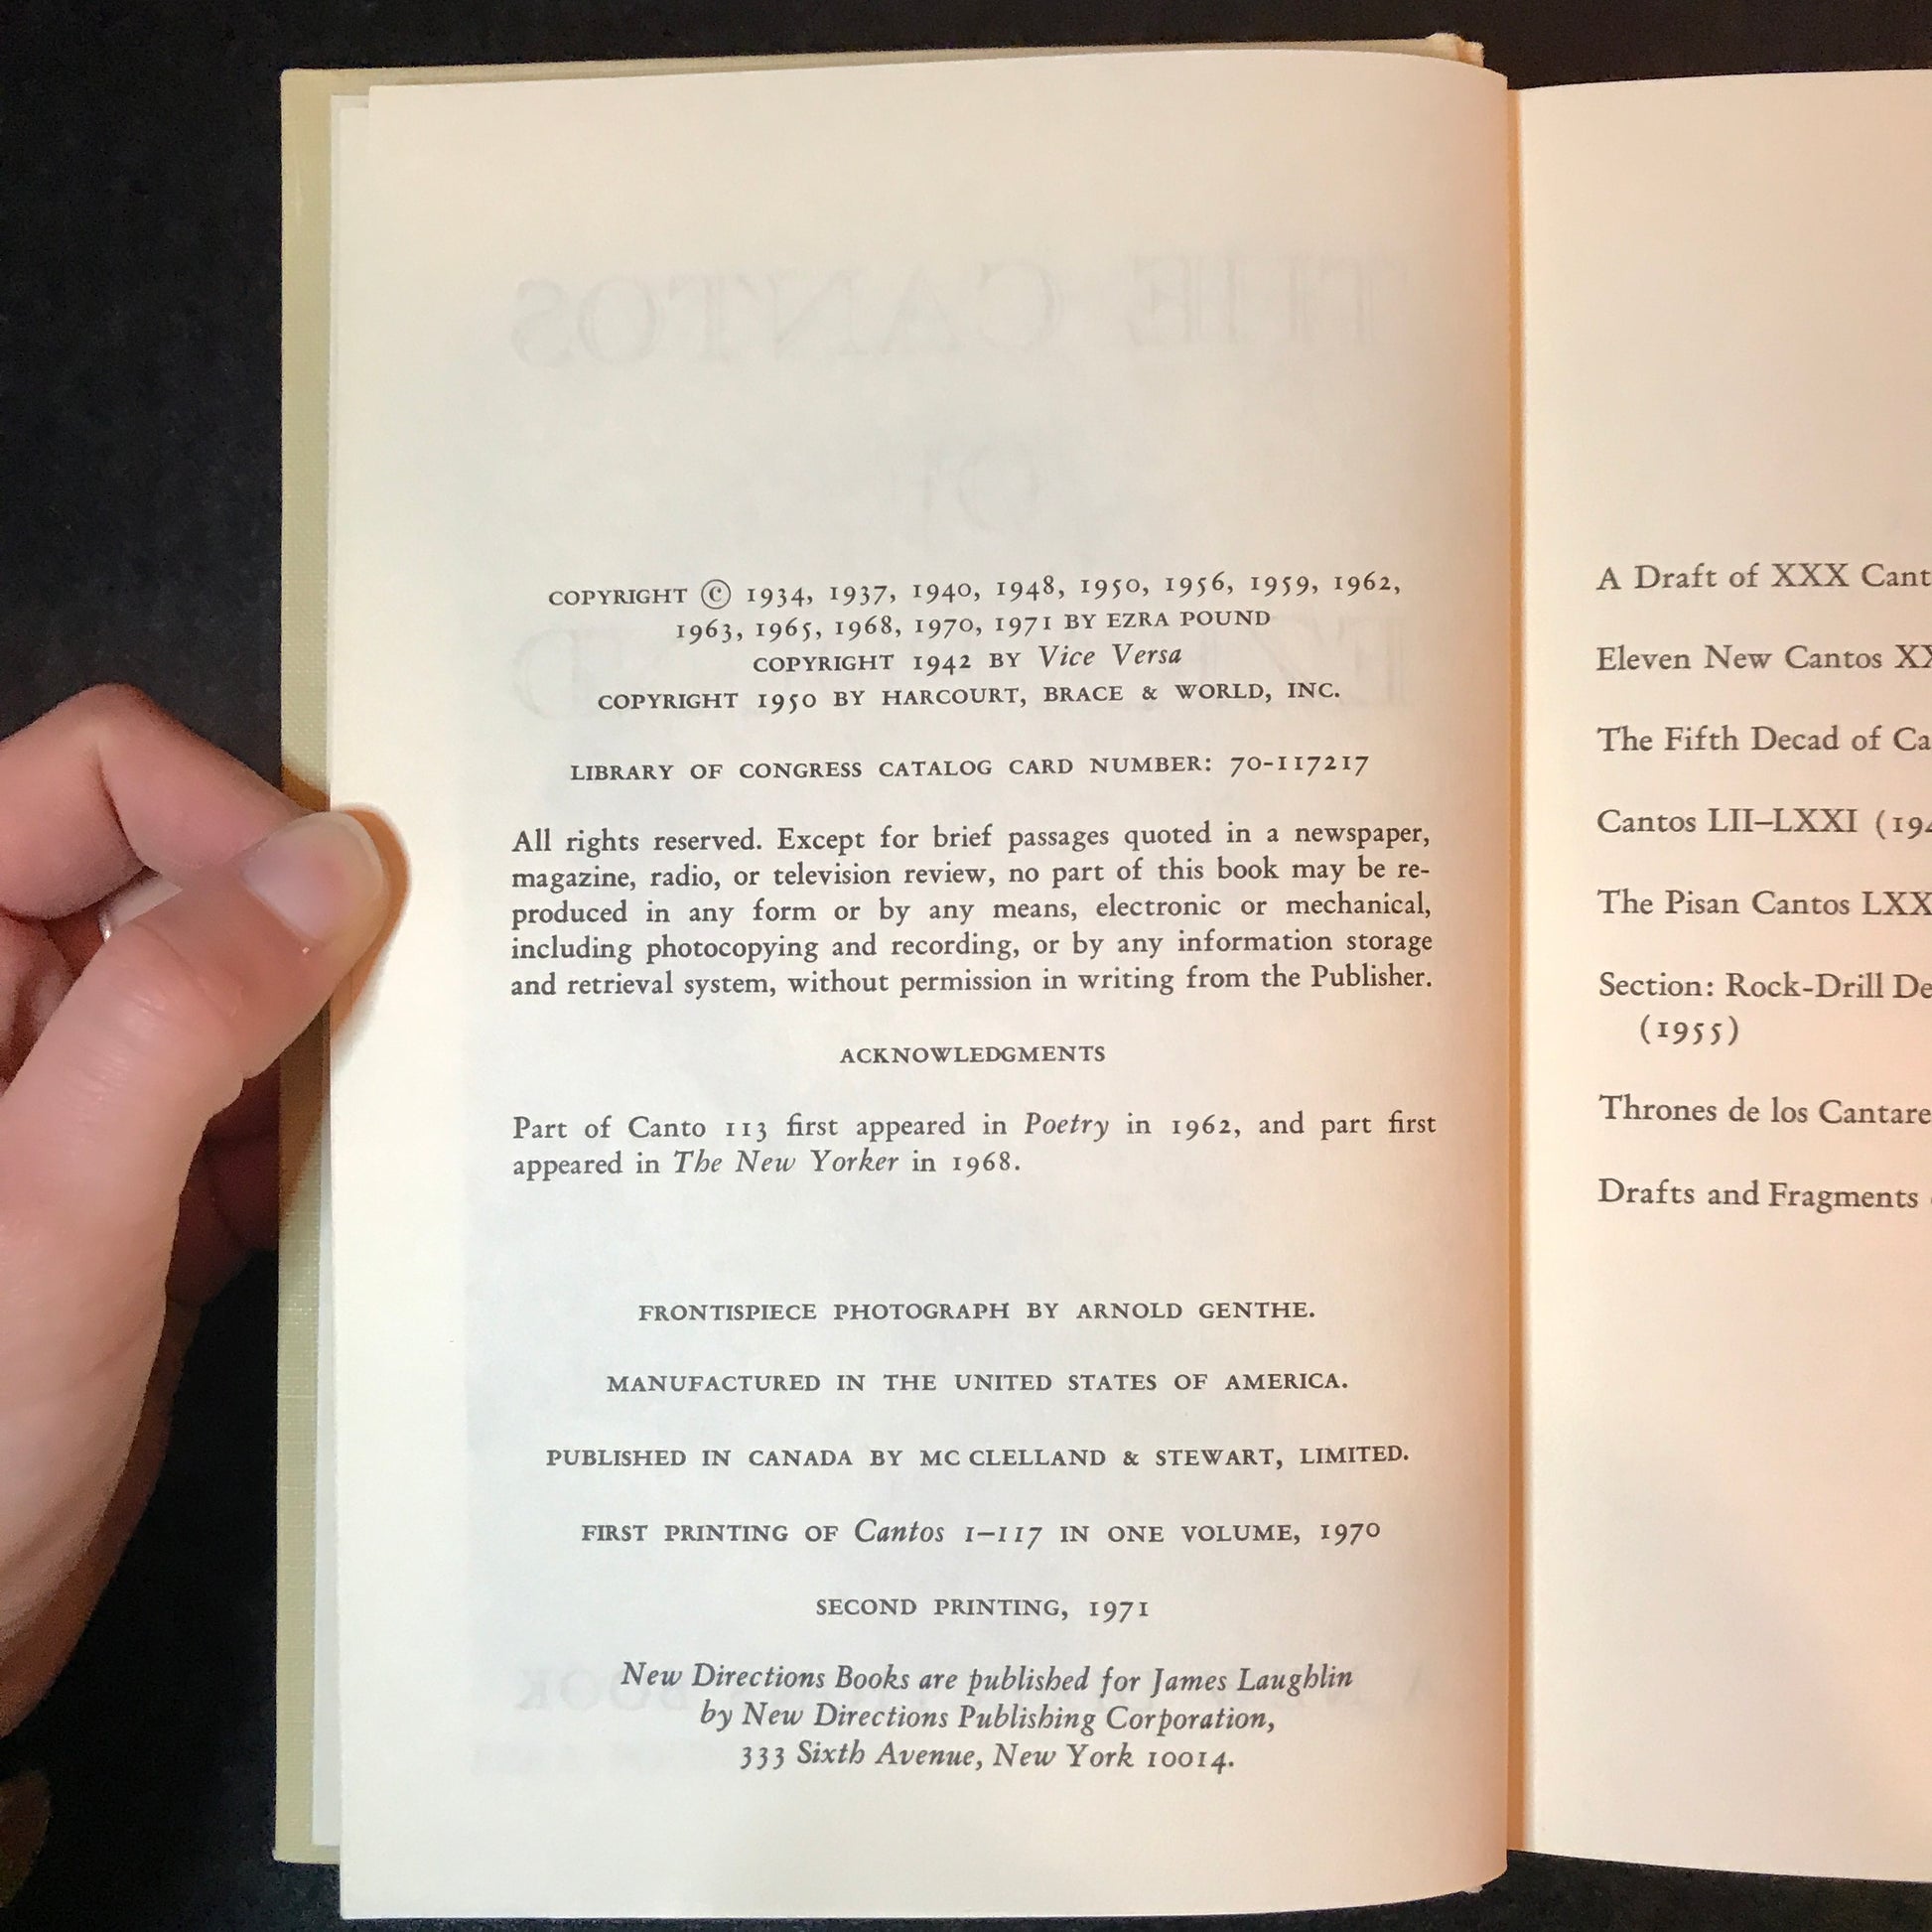 COPYRIGHT © 1934, 1937, 1940, 1948, 1950, 1956, 1959, 1962,
1963, 1965, 1968, 1970, 1971 BY EZRA POUND
COPYRIGHT 1942 BY Vice Versa
COPYRIGHT 1950 BY HARCOURT, BRACE & WORLD, INC.
LIBRARY OF CONGRESS CATALOG CARD NUMBER: 70-117217
All rights reserved. Except for brief passages quoted in a newspaper,
magazine, radio, or television review, no part of this book may be re-
produced in any form or by any means, electronic or mechanical,
including photocopying and recording, or by any information storage
and retrieval system, without permission in writing from the Publisher.
ACKNOWLEDGMENTS
Part of Canto 113 first appeared in Poetry in 1962, and part first
appeared in The New Yorker in 1968.
FRONTISPIECE PHOTOGRAPH BY ARNOLD GENTHE.
MANUFACTURED IN THE UNITED STATES OF AMERICA.
PUBLISHED IN CANADA BY MC CLELLAND & STEWART, LIMITED.
FIRST PRINTING OF Cantos 1–117 IN ONE VOLUME, 1970
SECOND PRINTING, 1971
New Directions Books are published for James Laughlin
by New Directions Publishing Corporation,
333 Sixth Avenue, New York 10014.
A Draft of XXX Cant
Eleven New Cantos XX
The Fifth Decad of Ca
Cantos LII–LXXI (194
The Pisan Cantos LXX
Section: Rock-Drill De
(1955)
Thrones de los Cantare
Drafts and Fragments